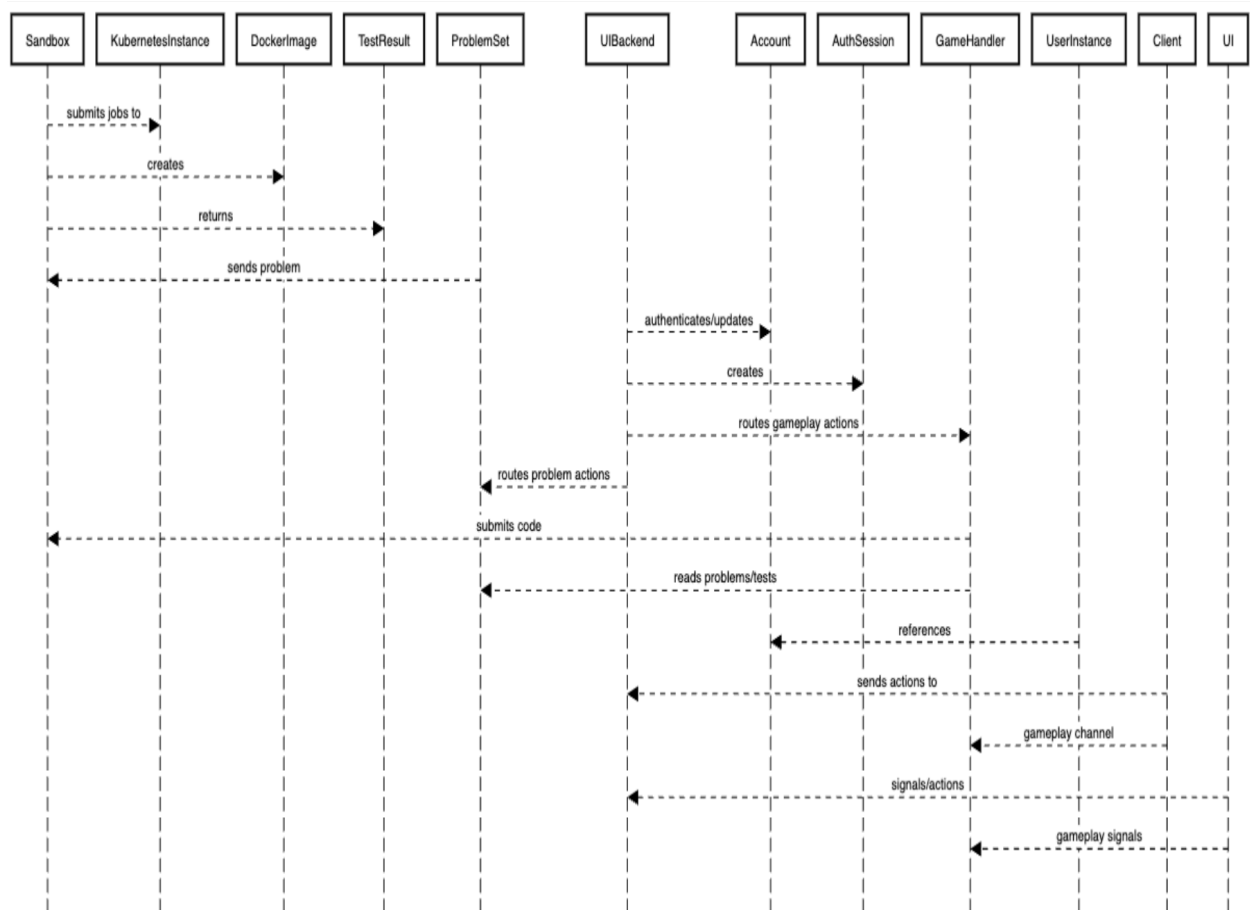 Sandbox
KubernetesInstance
DockerImage
TestResult
ProblemSet
UIBackend
Account
AuthSession
GameHandler
UserInstance
Client
UI
submits jobs to
creates
returns
sends problem
authenticates/updates
creates
routes gameplay actions
routes problem actions
submits code
reads problems/tests
references
sends actions to
gameplay channel
signals/actions
gameplay signals